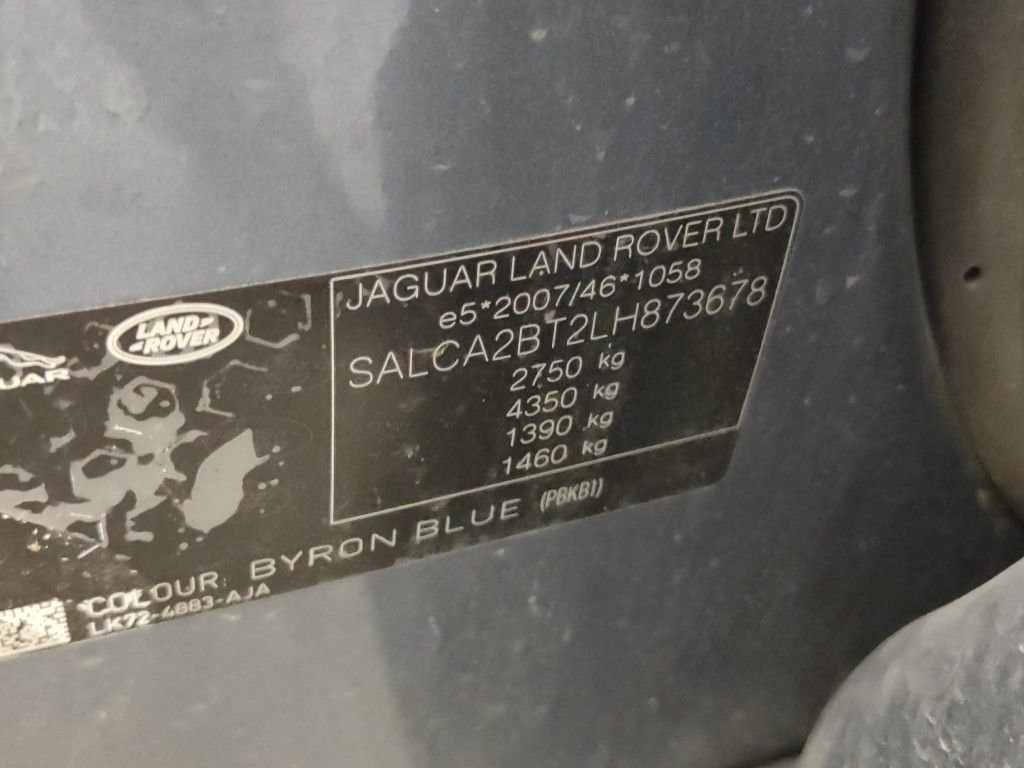 JAGUAR LAND ROVER LTD
e5*2007/46*1058
SALCA2BT2LH873678
2750 kg
4350 kg
1390 kg
1460 kg
LAND
ROVER
UAR
COLOUR: BYRON BLUE (PBKB1)
LK72-4883-AJA